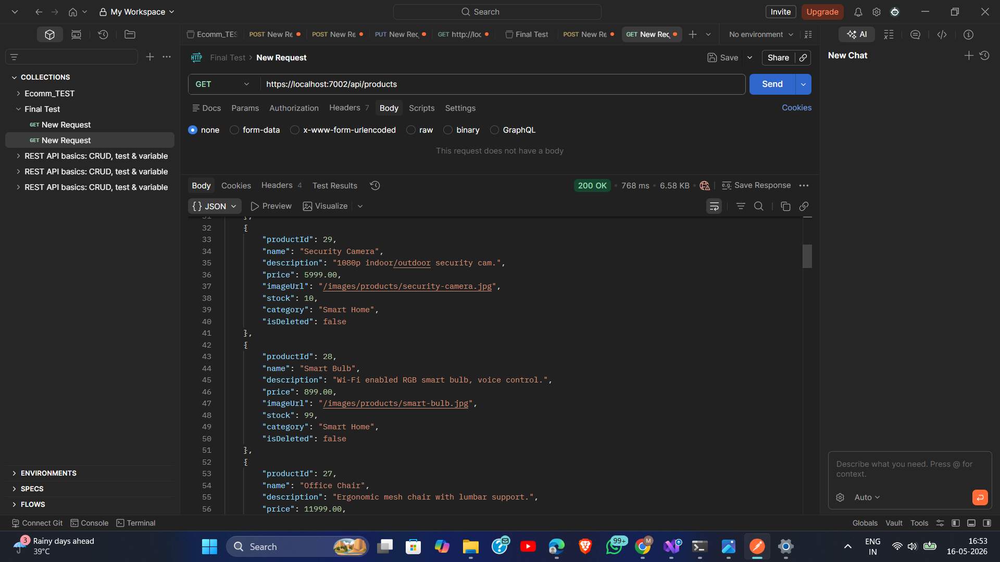 My Workspace
Search
Invite
Upgrade
Ecomm_TES
POST New Re
POST New Re
PUT New Rec
GET http://loc
Final Test
POST New Re
GET New Rec
No environment
AI
Final Test > New Request
Save
Share
New Chat
COLLECTIONS
Ecomm_TEST
Final Test
GET New Request
GET New Request
REST API basics: CRUD, test & variable
REST API basics: CRUD, test & variable
REST API basics: CRUD, test & variable
ENVIRONMENTS
SPECS
FLOWS
HTTP
GET
https://localhost:7002/api/products
Send
Docs
Params
Authorization
Headers 7
Body
Scripts
Settings
Cookies
none
form-data
x-www-form-urlencoded
raw
binary
GraphQL
This request does not have a body
Body
Cookies
Headers 4
Test Results
200 OK
768 ms
6.58 KB
e.g. Save Response
{} JSON
Preview
Visualize
31 },
32 {
33 "productId": 29,
34 "name": "Security Camera",
35 "description": "1080p indoor/outdoor security cam.",
36 "price": 5999.00,
37 "imageUrl": "/images/products/security-camera.jpg",
38 "stock": 10,
39 "category": "Smart Home",
40 "isDeleted": false
41 },
42 {
43 "productId": 28,
44 "name": "Smart Bulb",
45 "description": "Wi-Fi enabled RGB smart bulb, voice control.",
46 "price": 899.00,
47 "imageUrl": "/images/products/smart-bulb.jpg",
48 "stock": 99,
49 "category": "Smart Home",
50 "isDeleted": false
51 },
52 {
53 "productId": 27,
54 "name": "Office Chair",
55 "description": "Ergonomic mesh chair with lumbar support.",
56 "price": 11999.00,
Describe what you need. Press @ for
context.
Auto
Connect Git
Console
Terminal
Globals
Vault
Tools
3
Rainy days ahead
39°C
Search
99+
M
ENG
IN
16:53
16-05-2026